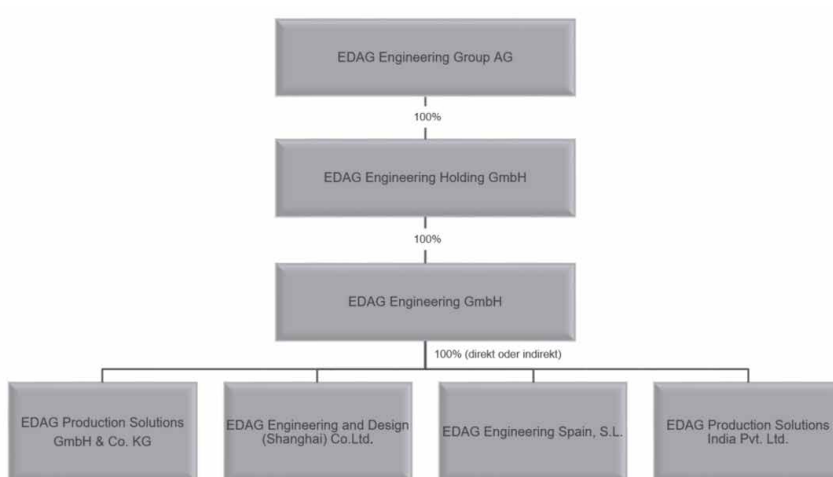 EDAG Engineering Group AG
100%
EDAG Engineering Holding GmbH
100%
EDAG Engineering GmbH
100% (direkt oder indirekt)
EDAG Production Solutions
GmbH & Co. KG
EDAG Engineering and Design
(Shanghai) Co.Ltd.
EDAG Engineering Spain, S.L.
EDAG Production Solutions
India Pvt. Ltd.